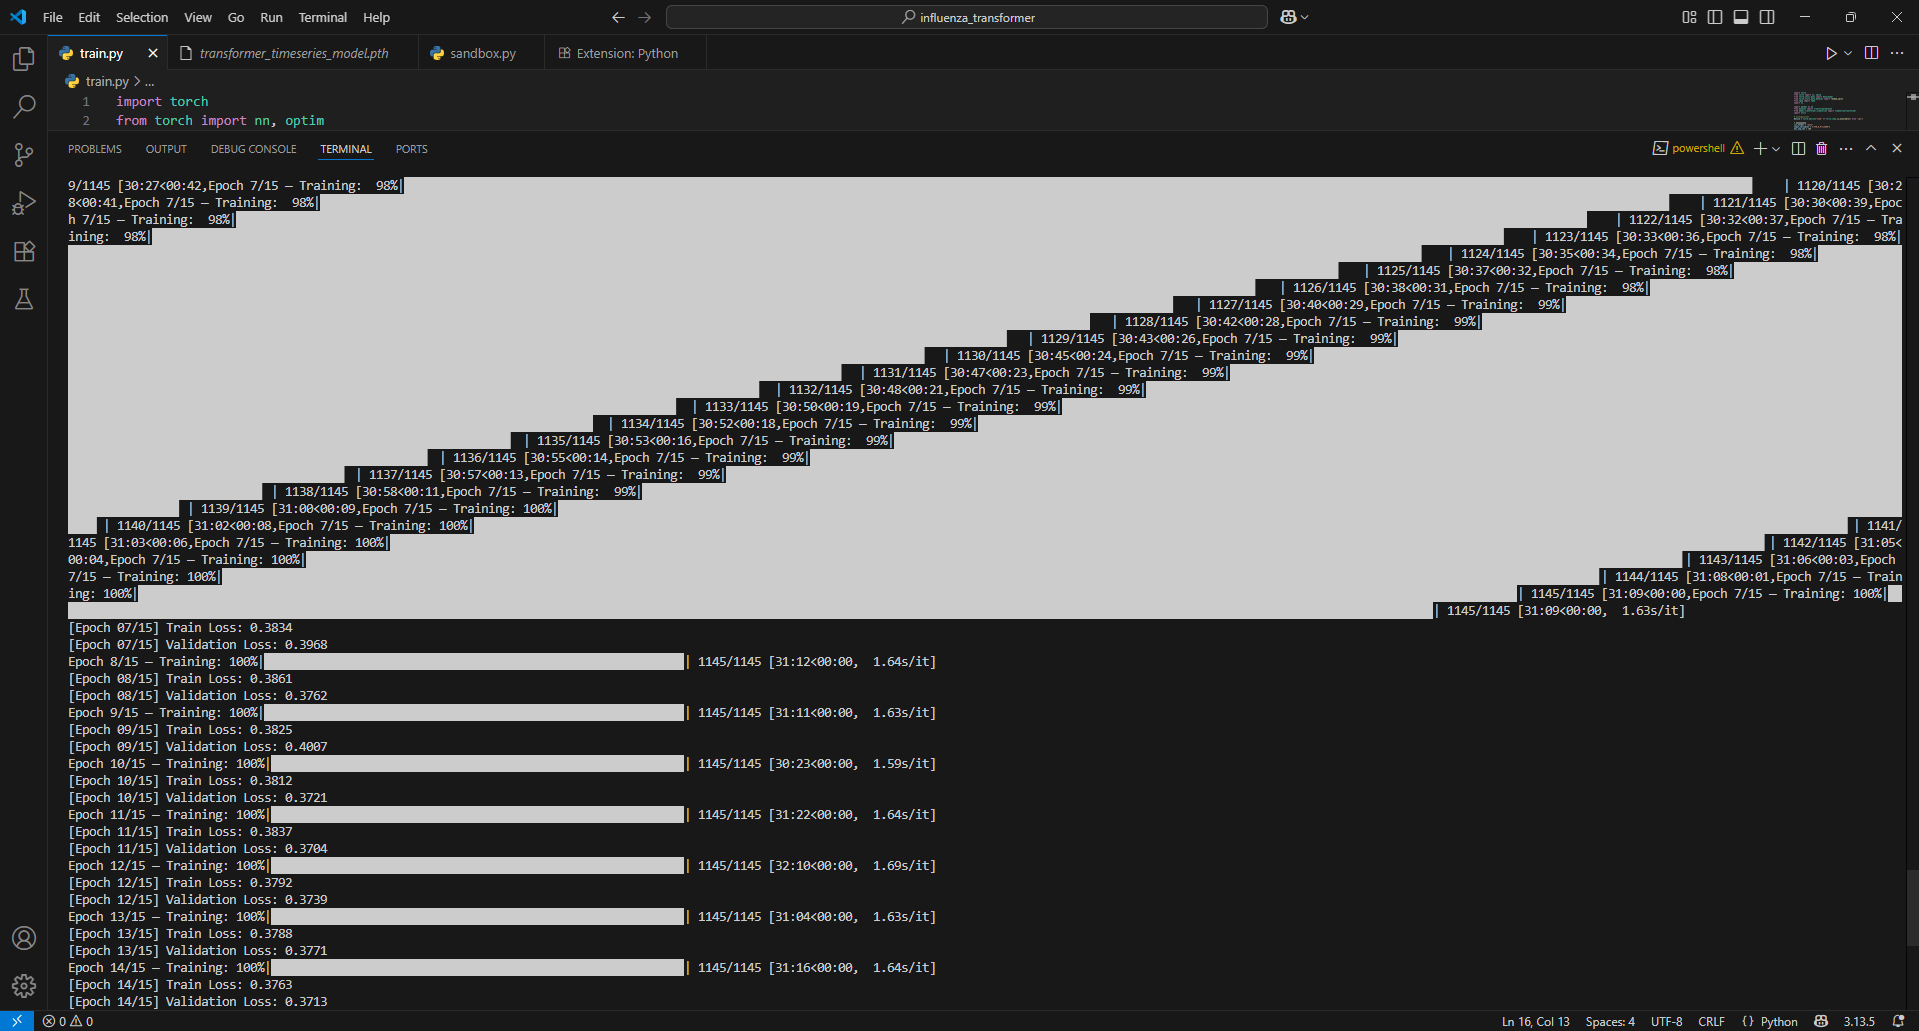 File Edit Selection View Go Run Terminal Help
influenza_transformer
train.py
transformer_timeseries_model.pth
sandbox.py
Extension: Python
train.py > ...
1 import torch
2 from torch import nn, optim
PROBLEMS OUTPUT DEBUG CONSOLE TERMINAL PORTS
powershell
9/1145 [30:27<00:42,Epoch 7/15 — Training:  98%| | 1120/1145 [30:2
8<00:41,Epoch 7/15 — Training:  98%| | 1121/1145 [30:30<00:39,Epoc
h 7/15 — Training:  98%| | 1122/1145 [30:32<00:37,Epoch 7/15 — Tra
ining:  98%| | 1123/1145 [30:33<00:36,Epoch 7/15 — Training:  98%|
| 1124/1145 [30:35<00:34,Epoch 7/15 — Training:  98%|
| 1125/1145 [30:37<00:32,Epoch 7/15 — Training:  98%|
| 1126/1145 [30:38<00:31,Epoch 7/15 — Training:  98%|
| 1127/1145 [30:40<00:29,Epoch 7/15 — Training:  99%|
| 1128/1145 [30:42<00:28,Epoch 7/15 — Training:  99%|
| 1129/1145 [30:43<00:26,Epoch 7/15 — Training:  99%|
| 1130/1145 [30:45<00:24,Epoch 7/15 — Training:  99%|
| 1131/1145 [30:47<00:23,Epoch 7/15 — Training:  99%|
| 1132/1145 [30:48<00:21,Epoch 7/15 — Training:  99%|
| 1133/1145 [30:50<00:19,Epoch 7/15 — Training:  99%|
| 1134/1145 [30:52<00:18,Epoch 7/15 — Training:  99%|
| 1135/1145 [30:53<00:16,Epoch 7/15 — Training:  99%|
| 1136/1145 [30:55<00:14,Epoch 7/15 — Training:  99%|
| 1137/1145 [30:57<00:13,Epoch 7/15 — Training:  99%|
| 1138/1145 [30:58<00:11,Epoch 7/15 — Training:  99%|
| 1139/1145 [31:00<00:09,Epoch 7/15 — Training: 100%|
| 1140/1145 [31:02<00:08,Epoch 7/15 — Training: 100%| | 1141/
1145 [31:03<00:06,Epoch 7/15 — Training: 100%| | 1142/1145 [31:05<
00:04,Epoch 7/15 — Training: 100%| | 1143/1145 [31:06<00:03,Epoch
7/15 — Training: 100%| | 1144/1145 [31:08<00:01,Epoch 7/15 — Train
ing: 100%| | 1145/1145 [31:09<00:00,Epoch 7/15 — Training: 100%|
| 1145/1145 [31:09<00:00,  1.63s/it]
[Epoch 07/15] Train Loss: 0.3834
[Epoch 07/15] Validation Loss: 0.3968
Epoch 8/15 — Training: 100%| | 1145/1145 [31:12<00:00,  1.64s/it]
[Epoch 08/15] Train Loss: 0.3861
[Epoch 08/15] Validation Loss: 0.3762
Epoch 9/15 — Training: 100%| | 1145/1145 [31:11<00:00,  1.63s/it]
[Epoch 09/15] Train Loss: 0.3825
[Epoch 09/15] Validation Loss: 0.4007
Epoch 10/15 — Training: 100%| | 1145/1145 [30:23<00:00,  1.59s/it]
[Epoch 10/15] Train Loss: 0.3812
[Epoch 10/15] Validation Loss: 0.3721
Epoch 11/15 — Training: 100%| | 1145/1145 [31:22<00:00,  1.64s/it]
[Epoch 11/15] Train Loss: 0.3837
[Epoch 11/15] Validation Loss: 0.3704
Epoch 12/15 — Training: 100%| | 1145/1145 [32:10<00:00,  1.69s/it]
[Epoch 12/15] Train Loss: 0.3792
[Epoch 12/15] Validation Loss: 0.3739
Epoch 13/15 — Training: 100%| | 1145/1145 [31:04<00:00,  1.63s/it]
[Epoch 13/15] Train Loss: 0.3788
[Epoch 13/15] Validation Loss: 0.3771
Epoch 14/15 — Training: 100%| | 1145/1145 [31:16<00:00,  1.64s/it]
[Epoch 14/15] Train Loss: 0.3763
[Epoch 14/15] Validation Loss: 0.3713
0 0 Ln 16, Col 13 Spaces: 4 UTF-8 CRLF {} Python 3.13.5